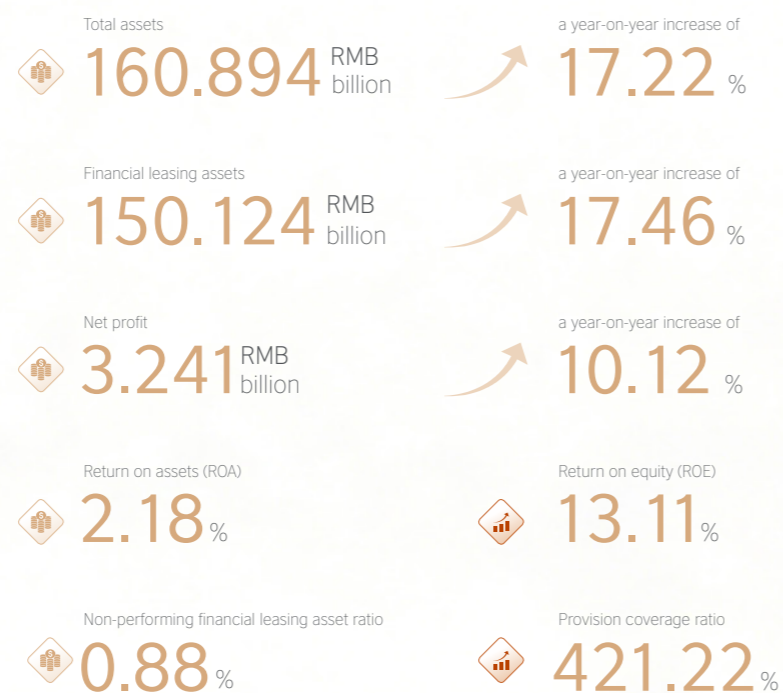 Total assets
160.894 RMB billion
a year-on-year increase of
17.22 %
Financial leasing assets
150.124 RMB billion
a year-on-year increase of
17.46 %
Net profit
3.241 RMB billion
a year-on-year increase of
10.12 %
Return on assets (ROA)
2.18 %
Return on equity (ROE)
13.11 %
Non-performing financial leasing asset ratio
0.88 %
Provision coverage ratio
421.22 %